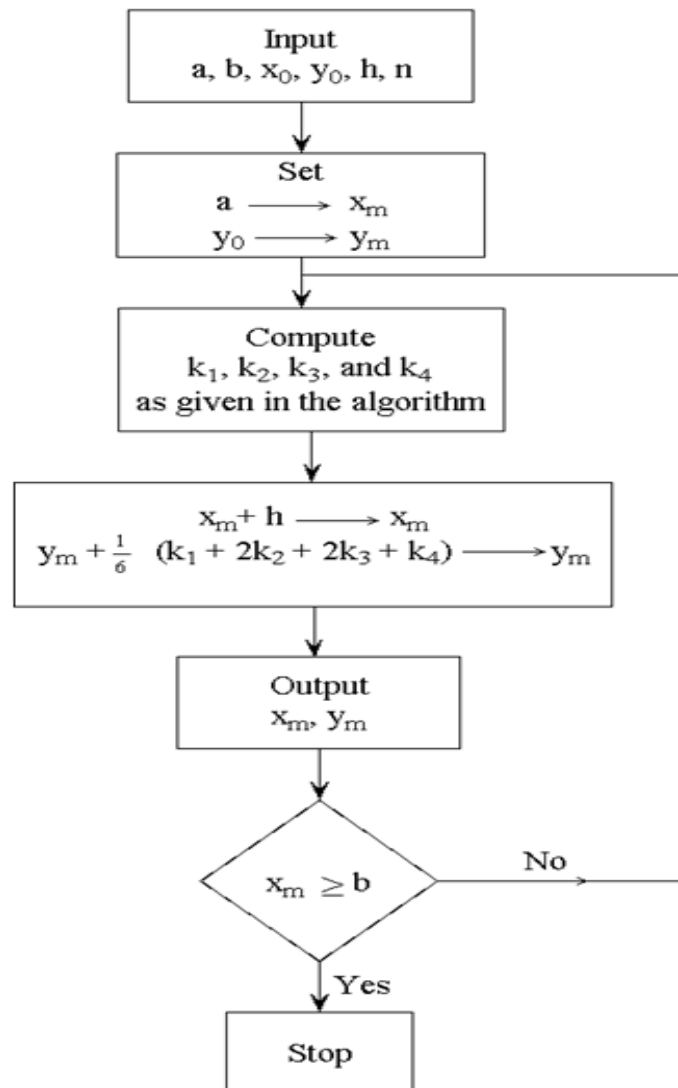 Input
a, b, x₀, y₀, h, n
Set
a ⟶ xₘ
y₀ ⟶ yₘ
Compute
k₁, k₂, k₃, and k₄
as given in the algorithm
xₘ + h ⟶ xₘ
yₘ + 1/6 (k₁ + 2k₂ + 2k₃ + k₄) ⟶ yₘ
Output
xₘ, yₘ
xₘ ≥ b
No
Yes
Stop